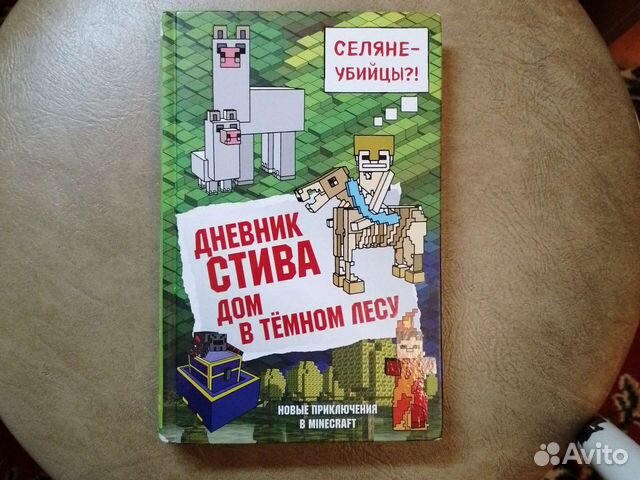 СЕЛЯНЕ-
УБИЙЦЫ?!
ДНЕВНИК
СТИВА
ДОМ
В ТЁМНОМ ЛЕСУ
НОВЫЕ ПРИКЛЮЧЕНИЯ
В MINECRAFT
Avito